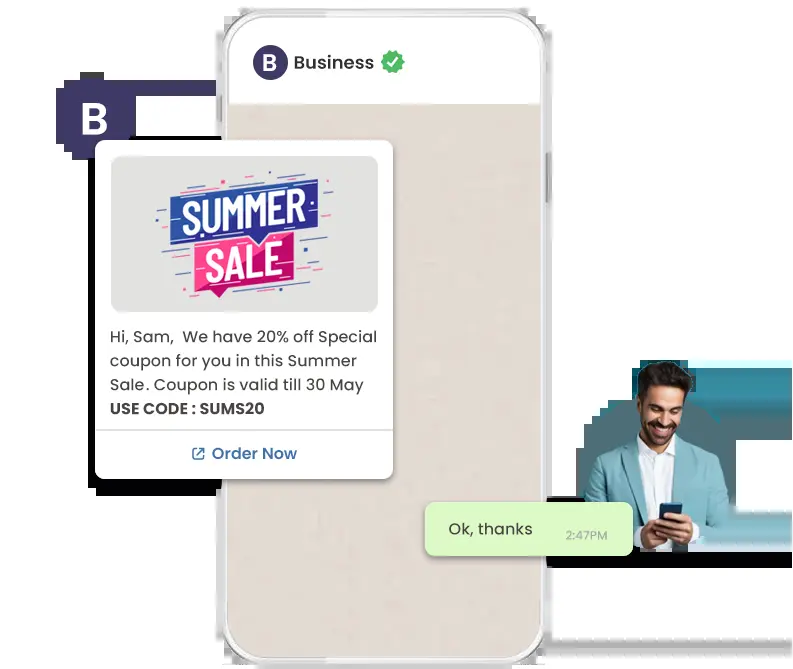 B Business
B
SUMMER
SALE
Hi, Sam,  We have 20% off Special
coupon for you in this Summer
Sale. Coupon is valid till 30 May
USE CODE : SUMS20
Order Now
Ok, thanks
2:47PM